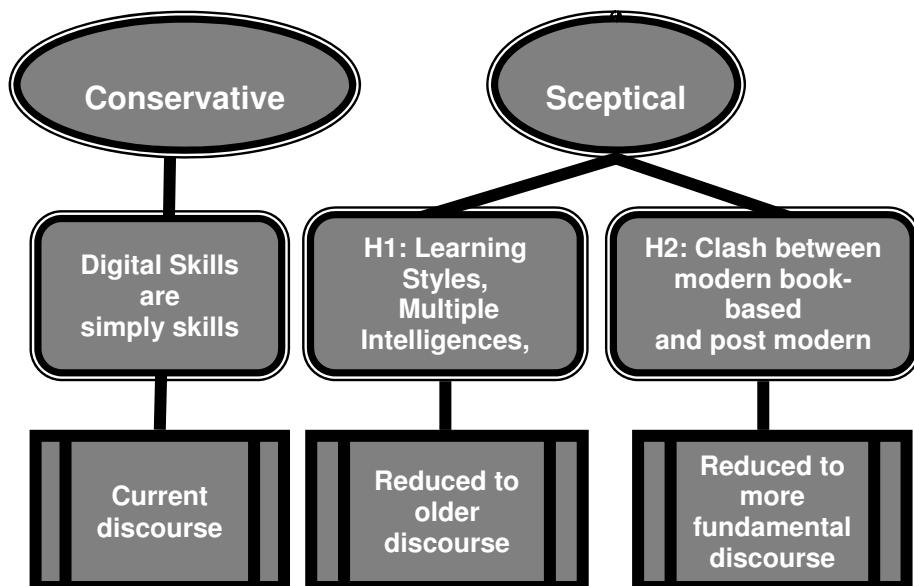 Conservative
Sceptical
Digital Skills
are
simply skills
H1: Learning
Styles,
Multiple
Intelligences,
H2: Clash between
modern book-
based
and post modern
Current
discourse
Reduced to
older
discourse
Reduced to
more
fundamental
discourse